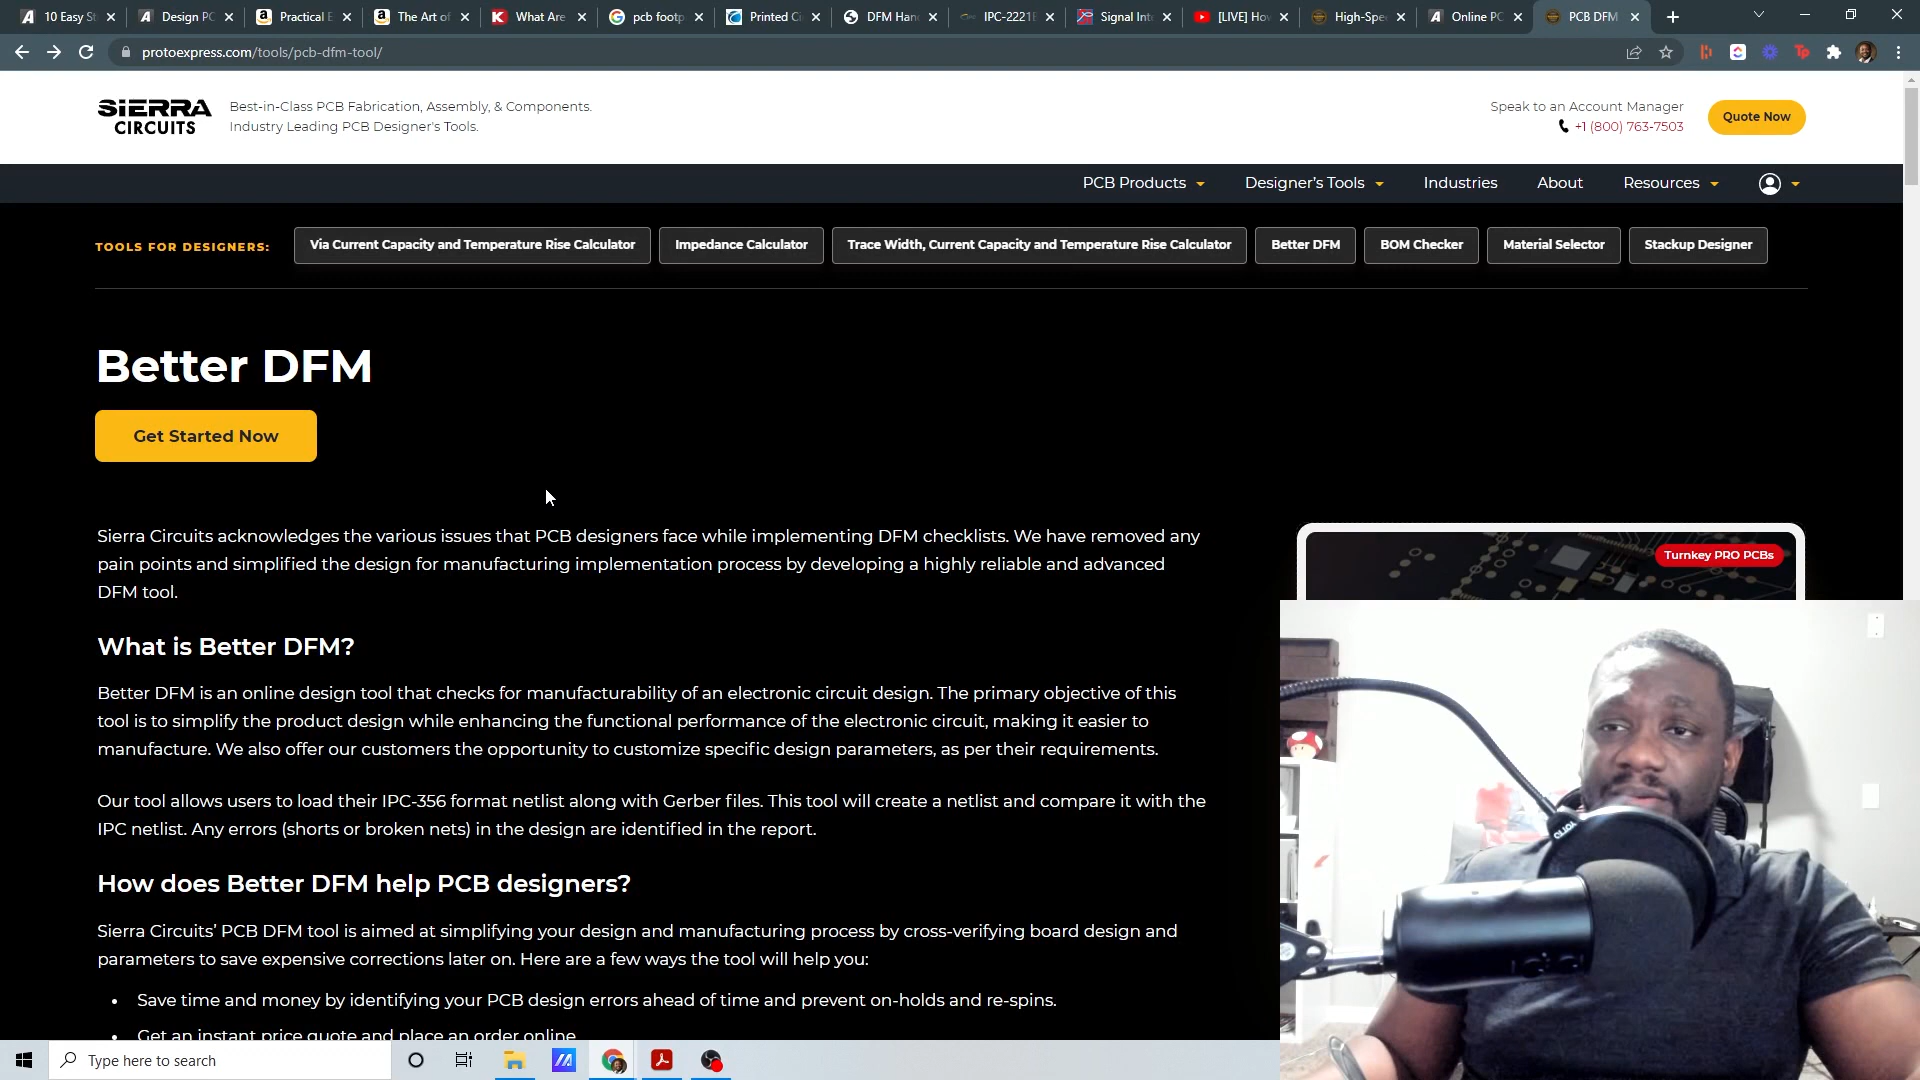 10 Easy St
Design PC
Practical E
The Art of
What Are
pcb footp
Printed Ci
DFM Han
IPC-2221B
Signal Int
[LIVE] Ho
High-Spe
Online PC
PCB DFM
protoexpress.com/tools/pcb-dfm-tool/
SIERRA
CIRCUITS
Best-in-Class PCB Fabrication, Assembly, & Components.
Industry Leading PCB Designer's Tools.
Speak to an Account Manager
+1 (800) 763-7503
Quote Now
PCB Products
Designer's Tools
Industries
About
Resources
TOOLS FOR DESIGNERS:
Via Current Capacity and Temperature Rise Calculator
Impedance Calculator
Trace Width, Current Capacity and Temperature Rise Calculator
Better DFM
BOM Checker
Material Selector
Stackup Designer
Better DFM
Get Started Now
Sierra Circuits acknowledges the various issues that PCB designers face while implementing DFM checklists. We have removed any
pain points and simplified the design for manufacturing implementation process by developing a highly reliable and advanced
DFM tool.
Turnkey PRO PCBs
What is Better DFM?
Better DFM is an online design tool that checks for manufacturability of an electronic circuit design. The primary objective of this
tool is to simplify the product design while enhancing the functional performance of the electronic circuit, making it easier to
manufacture. We also offer our customers the opportunity to customize specific design parameters, as per their requirements.
Our tool allows users to load their IPC-356 format netlist along with Gerber files. This tool will create a netlist and compare it with the
IPC netlist. Any errors (shorts or broken nets) in the design are identified in the report.
How does Better DFM help PCB designers?
Sierra Circuits' PCB DFM tool is aimed at simplifying your design and manufacturing process by cross-verifying board design and
parameters to save expensive corrections later on. Here are a few ways the tool will help you:
• Save time and money by identifying your PCB design errors ahead of time and prevent on-holds and re-spins.
• Get an instant price quote and place an order online
Type here to search